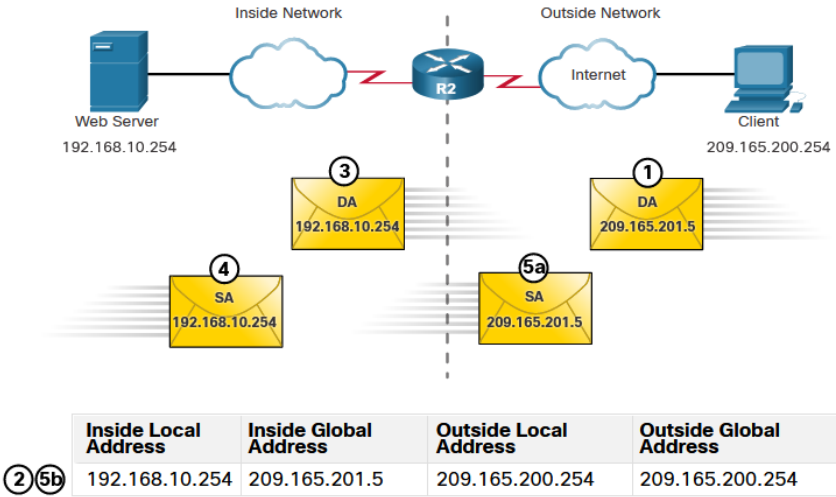 Inside Network
Outside Network
Internet
R2
Web Server
192.168.10.254
Client
209.165.200.254
3
DA
192.168.10.254
1
DA
209.165.201.5
4
SA
192.168.10.254
5a
SA
209.165.201.5
Inside Local Address
Inside Global Address
Outside Local Address
Outside Global Address
2 5b 192.168.10.254 209.165.201.5 209.165.200.254 209.165.200.254